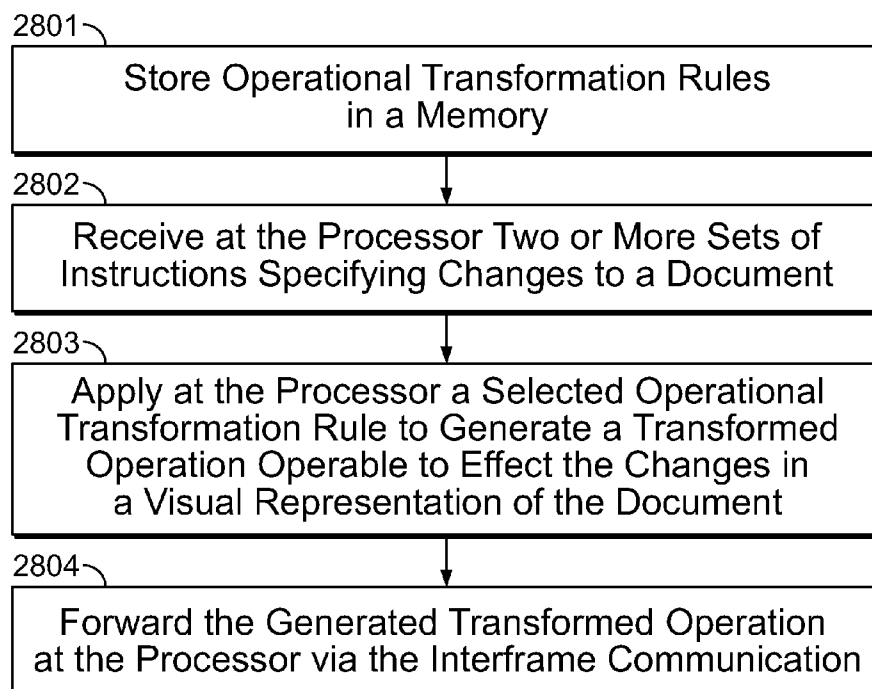 2801
Store Operational Transformation Rules
in a Memory
2802
Receive at the Processor Two or More Sets of
Instructions Specifying Changes to a Document
2803
Apply at the Processor a Selected Operational
Transformation Rule to Generate a Transformed
Operation Operable to Effect the Changes in
a Visual Representation of the Document
2804
Forward the Generated Transformed Operation
at the Processor via the Interframe Communication